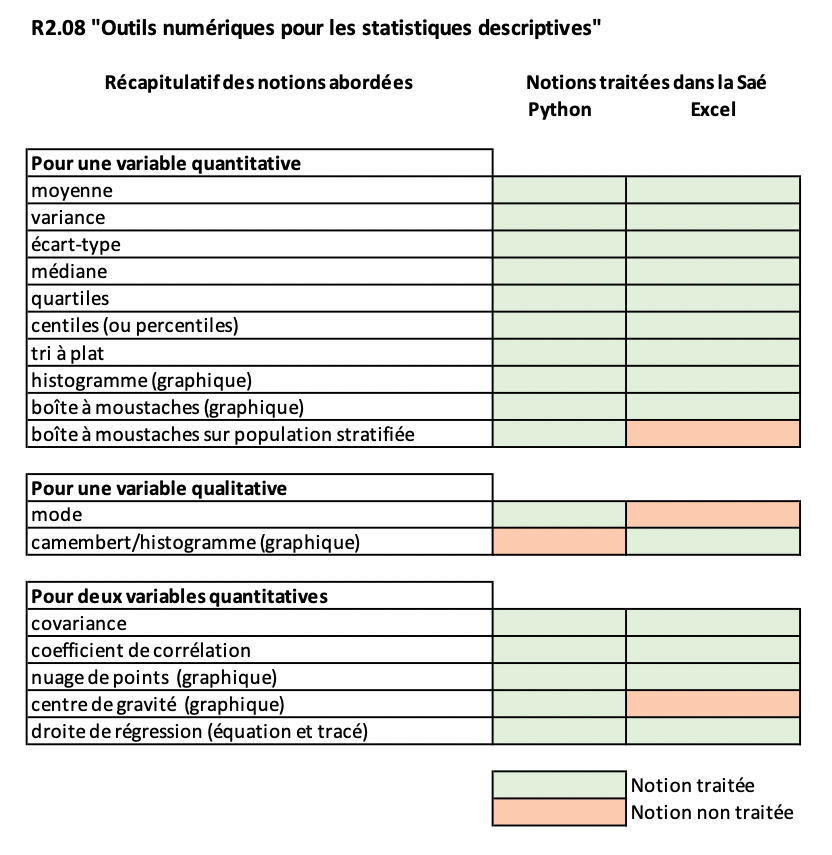 R2.08 "Outils numériques pour les statistiques descriptives"
Récapitulatif des notions abordées
Notions traitées dans la Saé
Python
Excel
Pour une variable quantitative
moyenne
variance
écart-type
médiane
quartiles
centiles (ou percentiles)
tri à plat
histogramme (graphique)
boîte à moustaches (graphique)
boîte à moustaches sur population stratifiée
Pour une variable qualitative
mode
camembert/histogramme (graphique)
Pour deux variables quantitatives
covariance
coefficient de corrélation
nuage de points (graphique)
centre de gravité (graphique)
droite de régression (équation et tracé)
Notion traitée
Notion non traitée